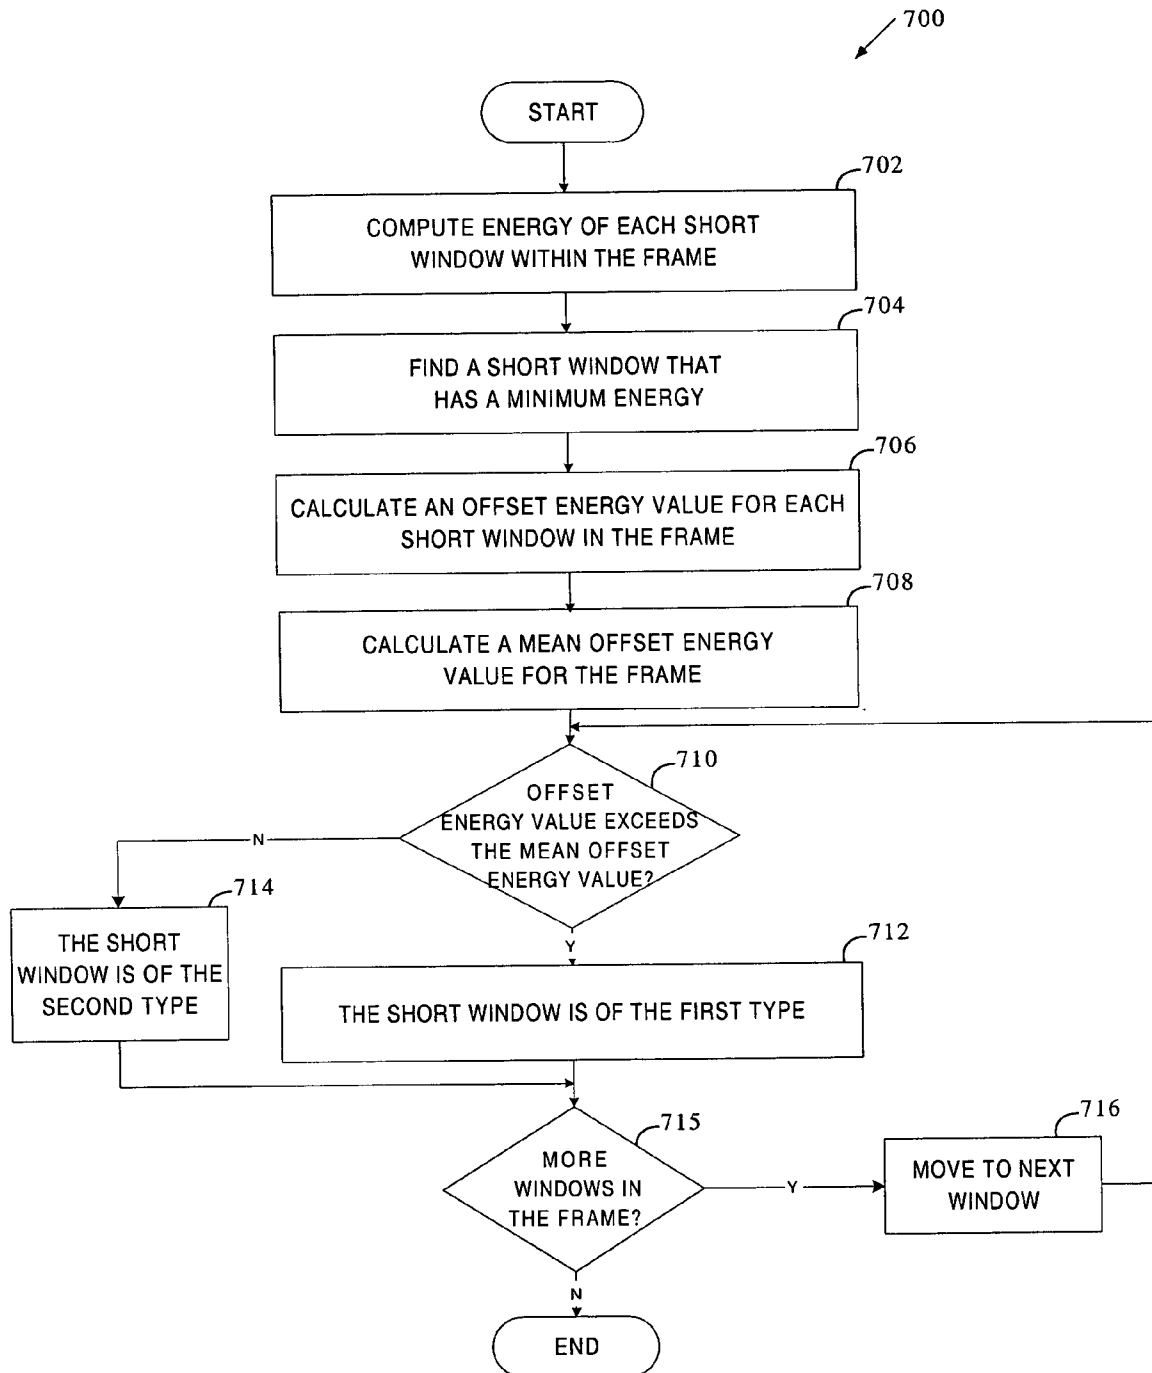 700
START
702
COMPUTE ENERGY OF EACH SHORT
WINDOW WITHIN THE FRAME
704
FIND A SHORT WINDOW THAT
HAS A MINIMUM ENERGY
706
CALCULATE AN OFFSET ENERGY VALUE FOR EACH
SHORT WINDOW IN THE FRAME
708
CALCULATE A MEAN OFFSET ENERGY
VALUE FOR THE FRAME
710
OFFSET
ENERGY VALUE EXCEEDS
THE MEAN OFFSET
ENERGY VALUE?
N
714
THE SHORT
WINDOW IS OF THE
SECOND TYPE
Y
712
THE SHORT WINDOW IS OF THE FIRST TYPE
715
MORE
WINDOWS IN
THE FRAME?
Y
716
MOVE TO NEXT
WINDOW
N
END